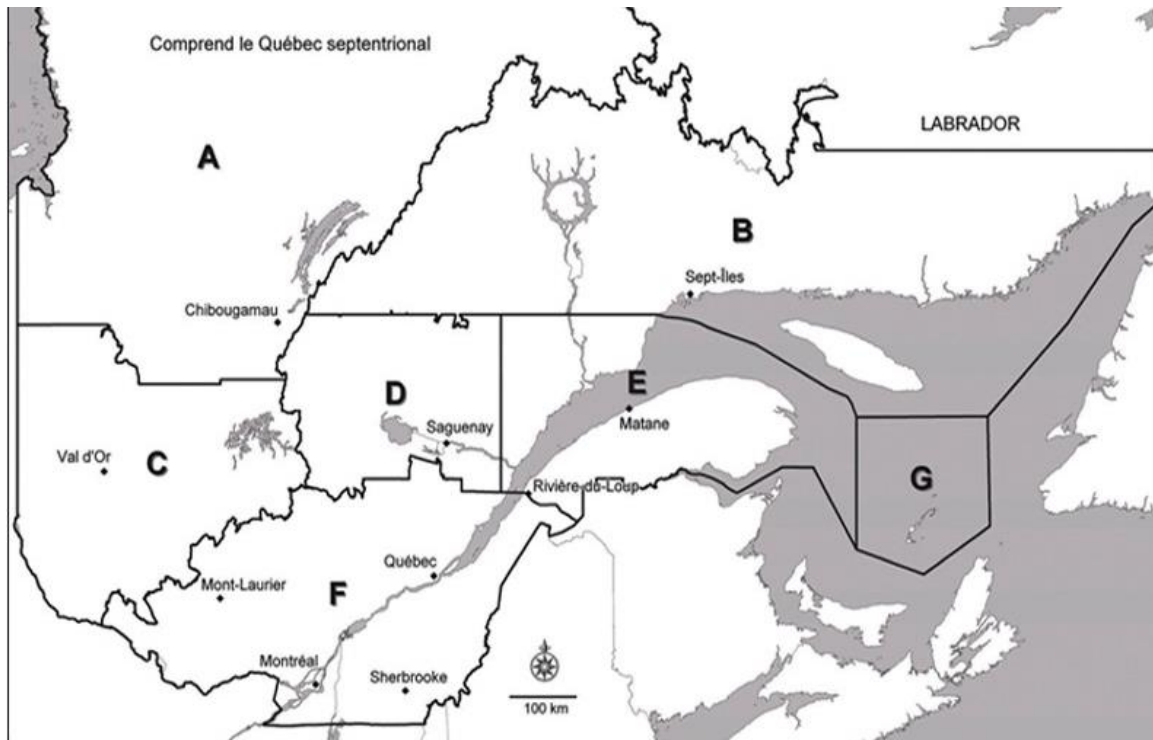 Comprend le Québec septentrional
LABRADOR
A
B
Sept-Îles
Chibougamau
D
E
Saguenay
Matane
Val d'Or
C
G
Rivière-du-Loup
Québec
Mont-Laurier
F
Montréal
Sherbrooke
100 km